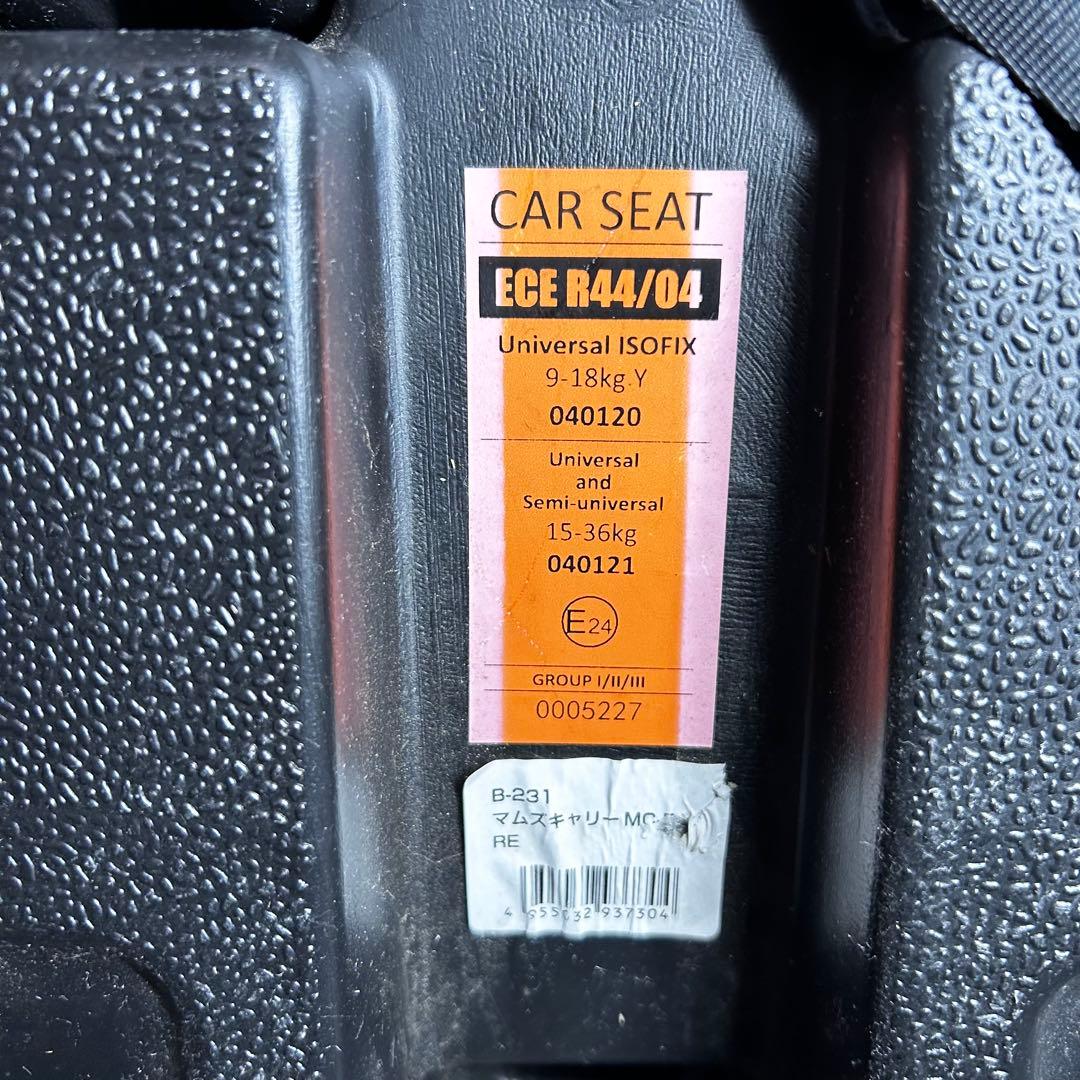 CAR SEAT
ECE R44/04
Universal ISOFIX
9-18kg Y
040120
Universal
and
Semi-universal
15-36kg
040121
E24
GROUP I/II/III
0005227
B-231
マムズキャリー
RE
937304